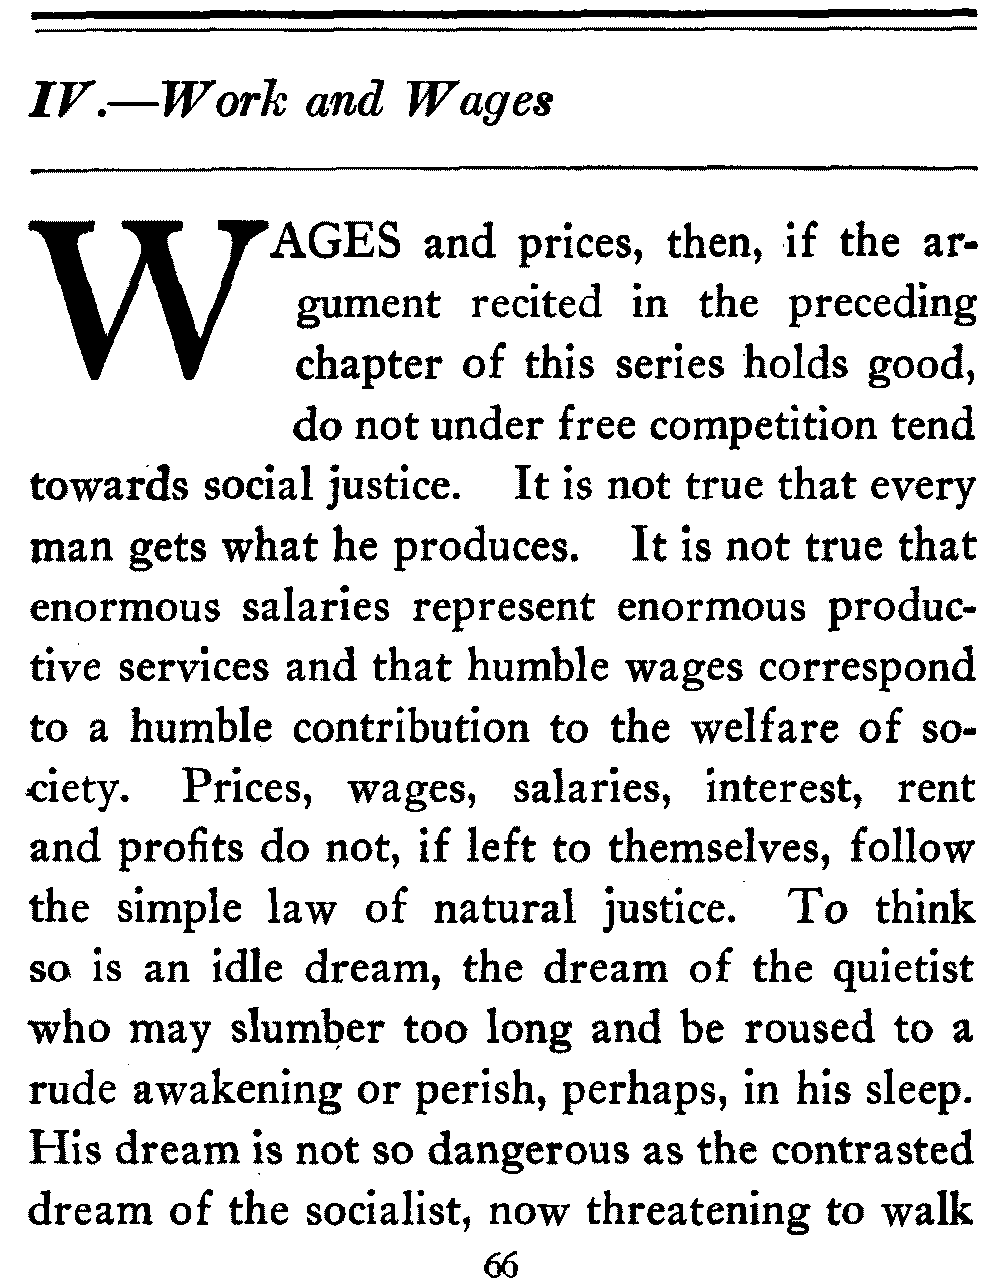 IV.—Work and Wages
WAGES and prices, then, if the ar-
gument recited in the preceding
chapter of this series holds good,
do not under free competition tend
towards social justice. It is not true that every
man gets what he produces. It is not true that
enormous salaries represent enormous produc-
tive services and that humble wages correspond
to a humble contribution to the welfare of so-
ciety. Prices, wages, salaries, interest, rent
and profits do not, if left to themselves, follow
the simple law of natural justice. To think
so is an idle dream, the dream of the quietist
who may slumber too long and be roused to a
rude awakening or perish, perhaps, in his sleep.
His dream is not so dangerous as the contrasted
dream of the socialist, now threatening to walk
66